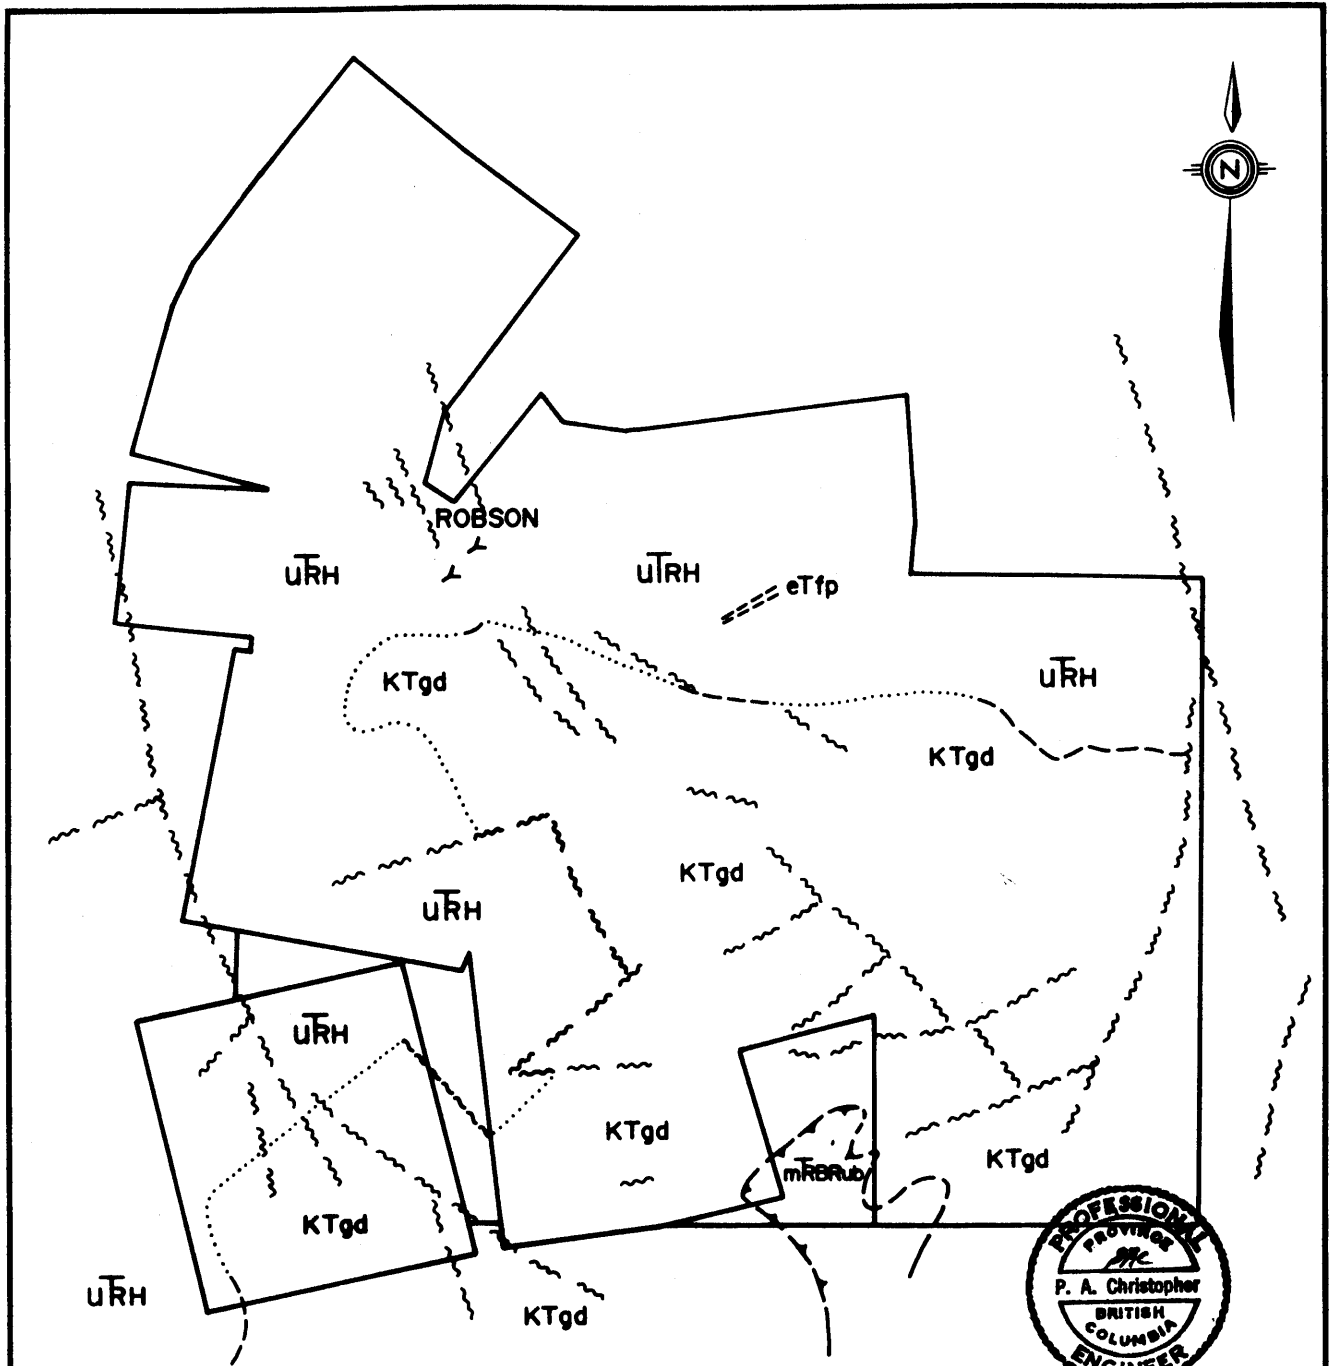 N
ROBSON
uTRH
uTRH
eTfp
KTgd
uTRH
KTgd
KTgd
uTRH
uTRH
KTgd
KTgd
mTRBRub
KTgd
uTRH
KTgd
PROFESSIONAL
PROVINCE
P. A. Christopher
BRITISH
COLUMBIA
ENGINEER